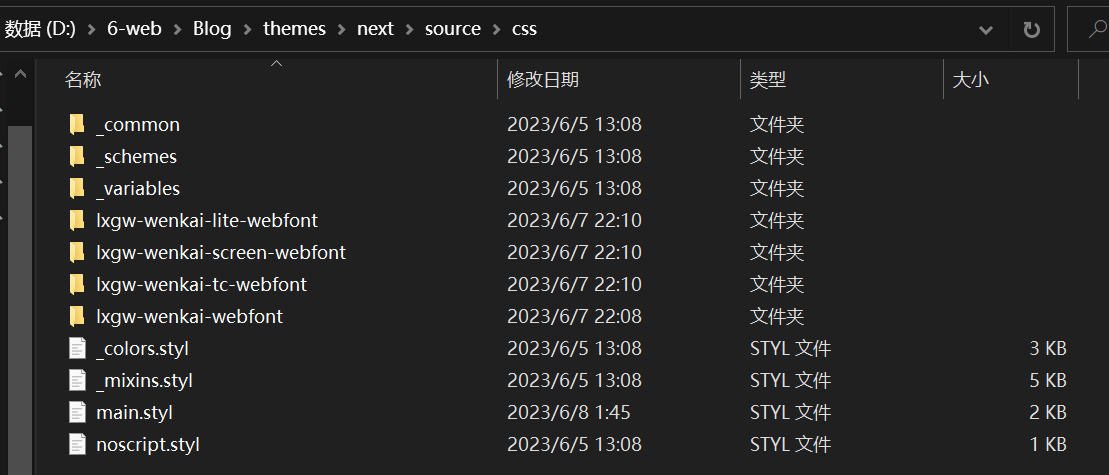 数据 (D:) > 6-web > Blog > themes > next > source > css
名称 修改日期 类型 大小
_common 2023/6/5 13:08 文件夹
_schemes 2023/6/5 13:08 文件夹
_variables 2023/6/5 13:08 文件夹
lxgw-wenkai-lite-webfont 2023/6/7 22:10 文件夹
lxgw-wenkai-screen-webfont 2023/6/7 22:10 文件夹
lxgw-wenkai-tc-webfont 2023/6/7 22:10 文件夹
lxgw-wenkai-webfont 2023/6/7 22:08 文件夹
_colors.styl 2023/6/5 13:08 STYL 文件 3 KB
_mixins.styl 2023/6/5 13:08 STYL 文件 5 KB
main.styl 2023/6/8 1:45 STYL 文件 2 KB
noscript.styl 2023/6/5 13:08 STYL 文件 1 KB